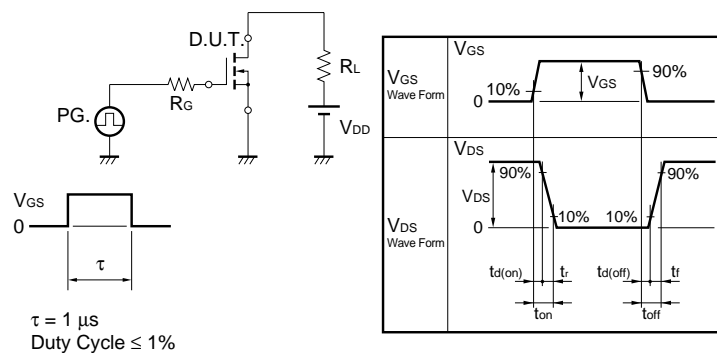 D.U.T.
RL
RG
PG.
VDD
VGS
0
τ
τ = 1 μs
Duty Cycle ≤ 1%
VGS
Wave Form
VGS
10%
VGS
90%
0
VDS
Wave Form
VDS
90%
90%
VDS
10%
10%
0
td(on)
tr
td(off)
tf
ton
toff